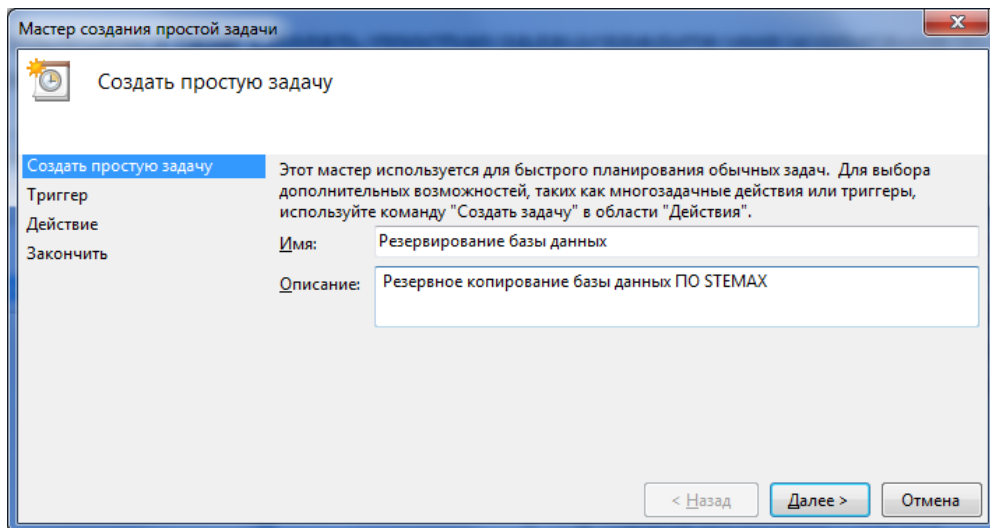 Мастер создания простой задачи
Создать простую задачу
Создать простую задачу
Триггер
Действие
Закончить
Этот мастер используется для быстрого планирования обычных задач. Для выбора
дополнительных возможностей, таких как многозадачные действия или триггеры,
используйте команду "Создать задачу" в области "Действия".
Имя: Резервирование базы данных
Описание: Резервное копирование базы данных ПО STEMAX
< Назад Далее > Отмена